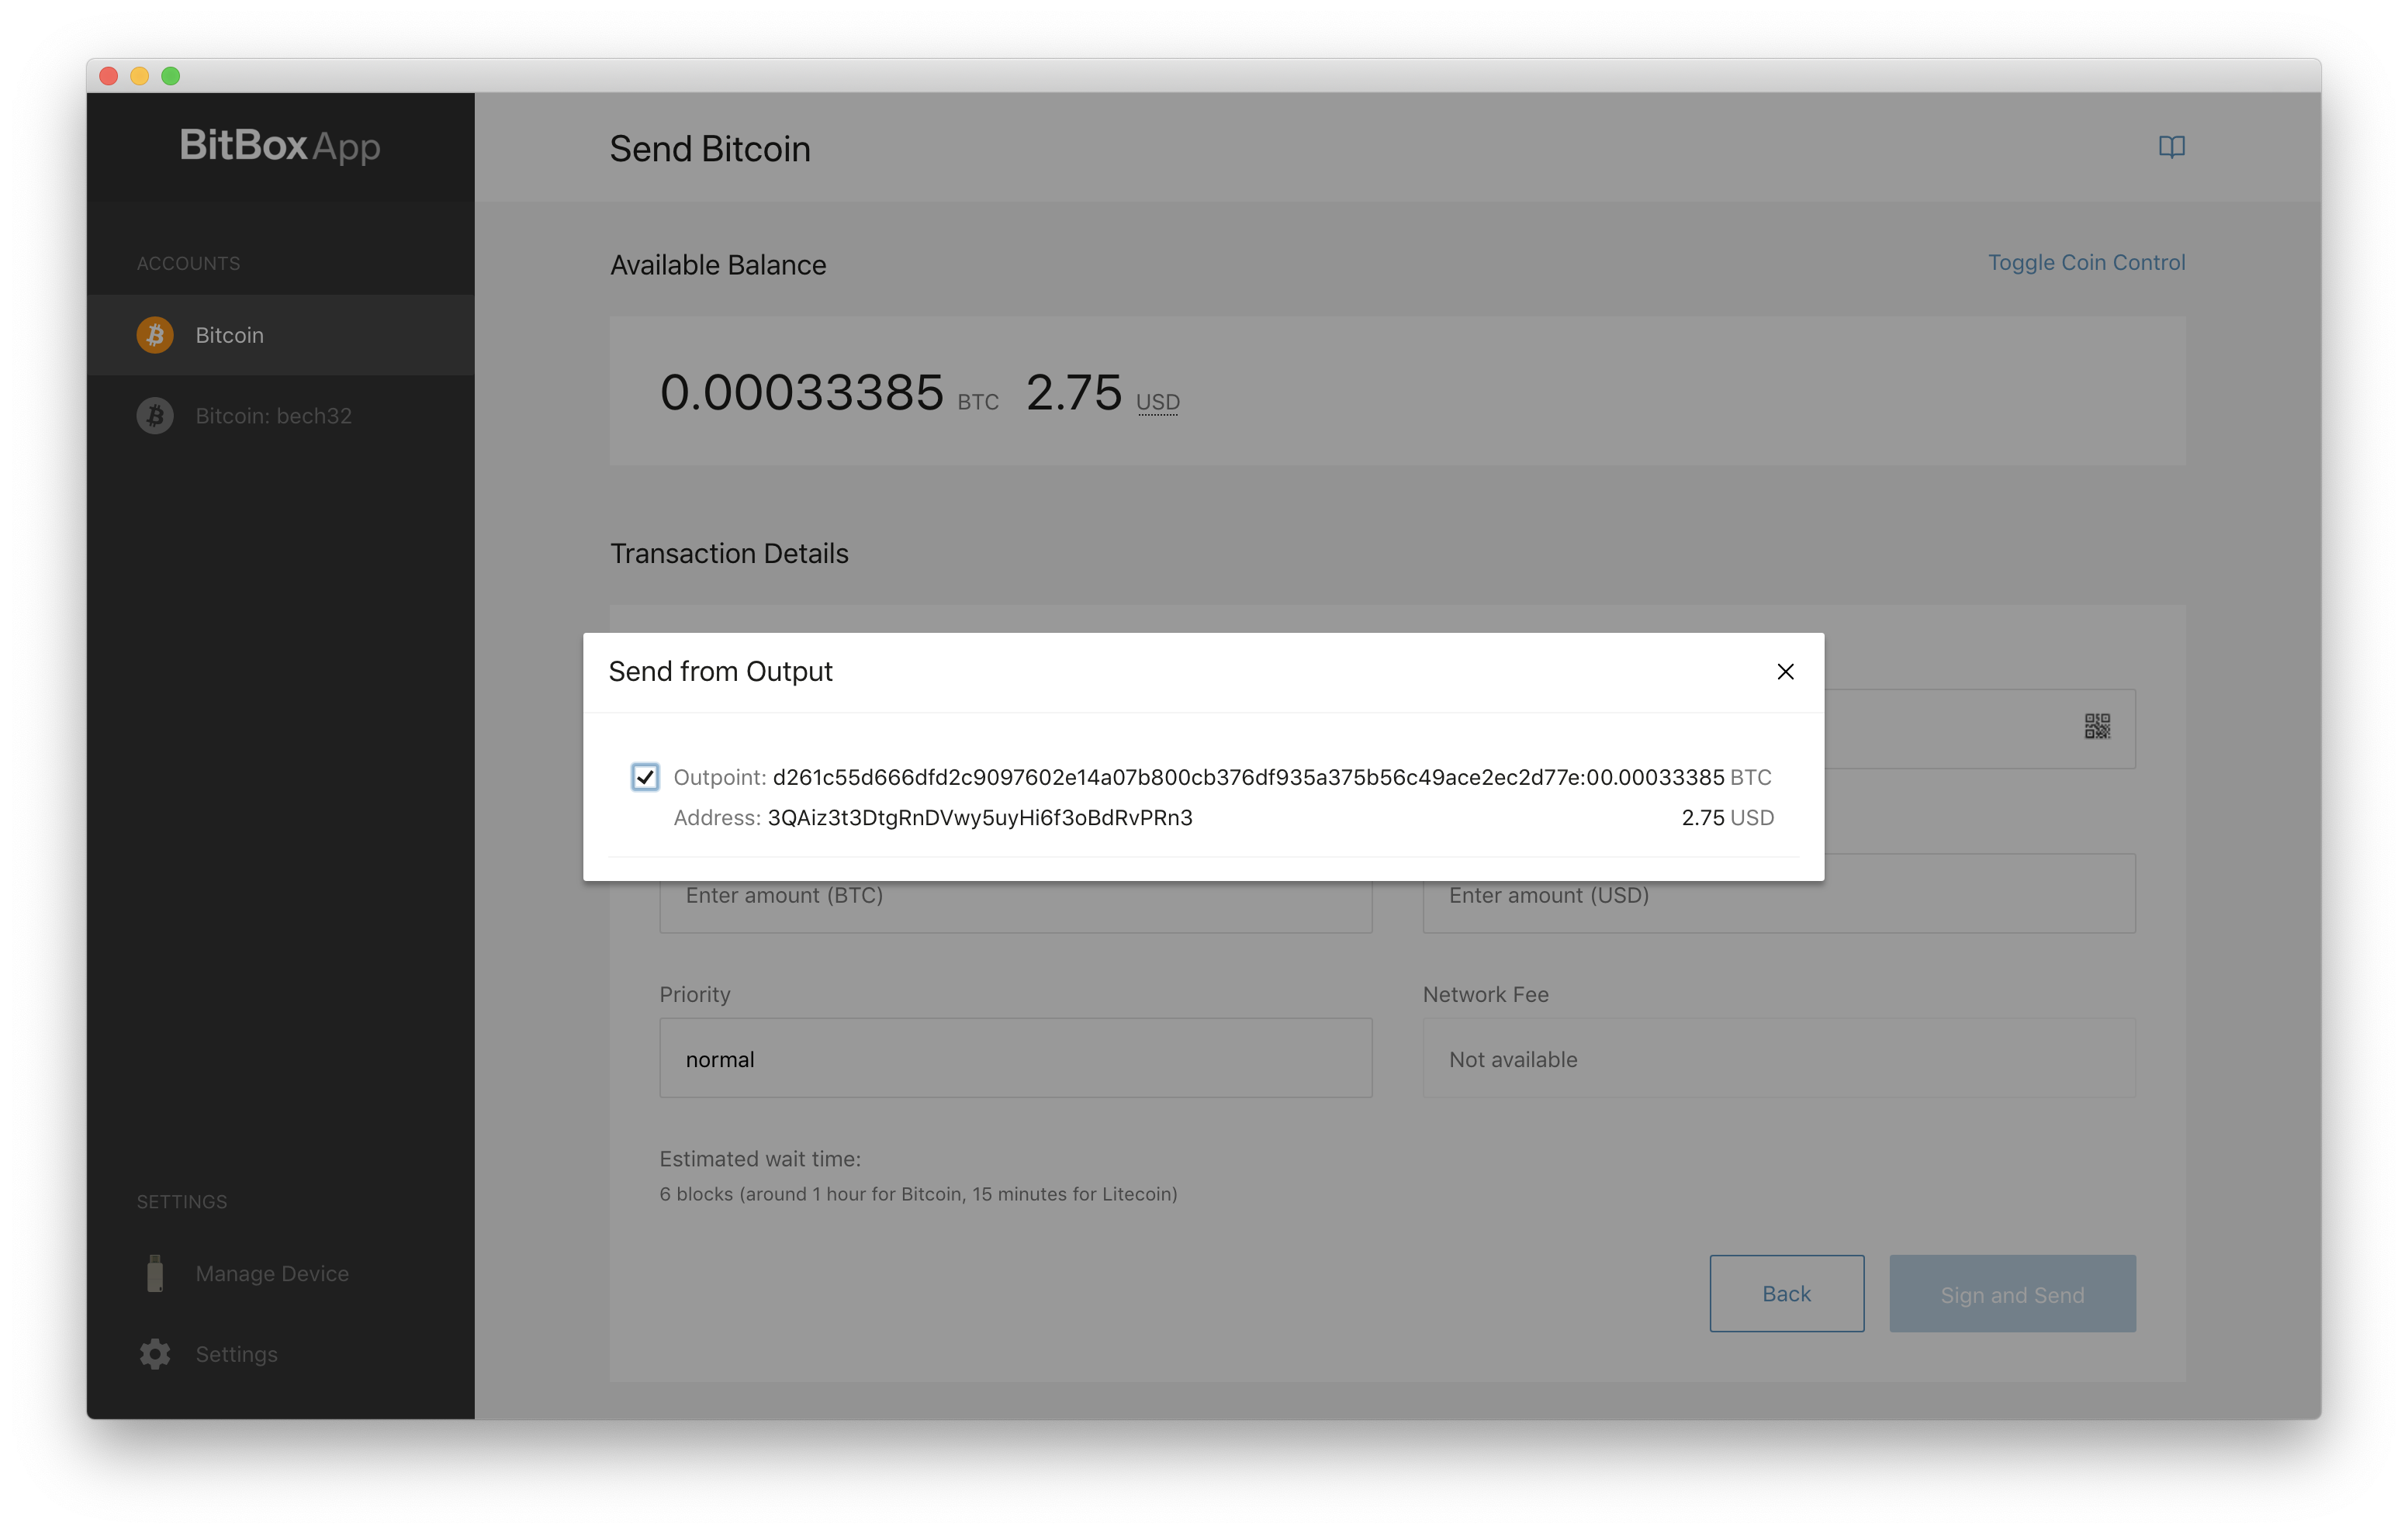 BitBoxApp
Send Bitcoin
ACCOUNTS
Bitcoin
Bitcoin: bech32
Available Balance
Toggle Coin Control
0.00033385 BTC 2.75 USD
Transaction Details
Send from Output
Outpoint: d261c55d666dfd2c9097602e14a07b800cb376df935a375b56c49ace2ec2d77e:00.00033385 BTC
Address: 3QAiz3t3DtgRnDVwy5uyHi6f3oBdRvPRn3
2.75 USD
Enter amount (BTC)
Enter amount (USD)
Priority
Network Fee
normal
Not available
Estimated wait time:
6 blocks (around 1 hour for Bitcoin, 15 minutes for Litecoin)
Back
Sign and Send
SETTINGS
Manage Device
Settings